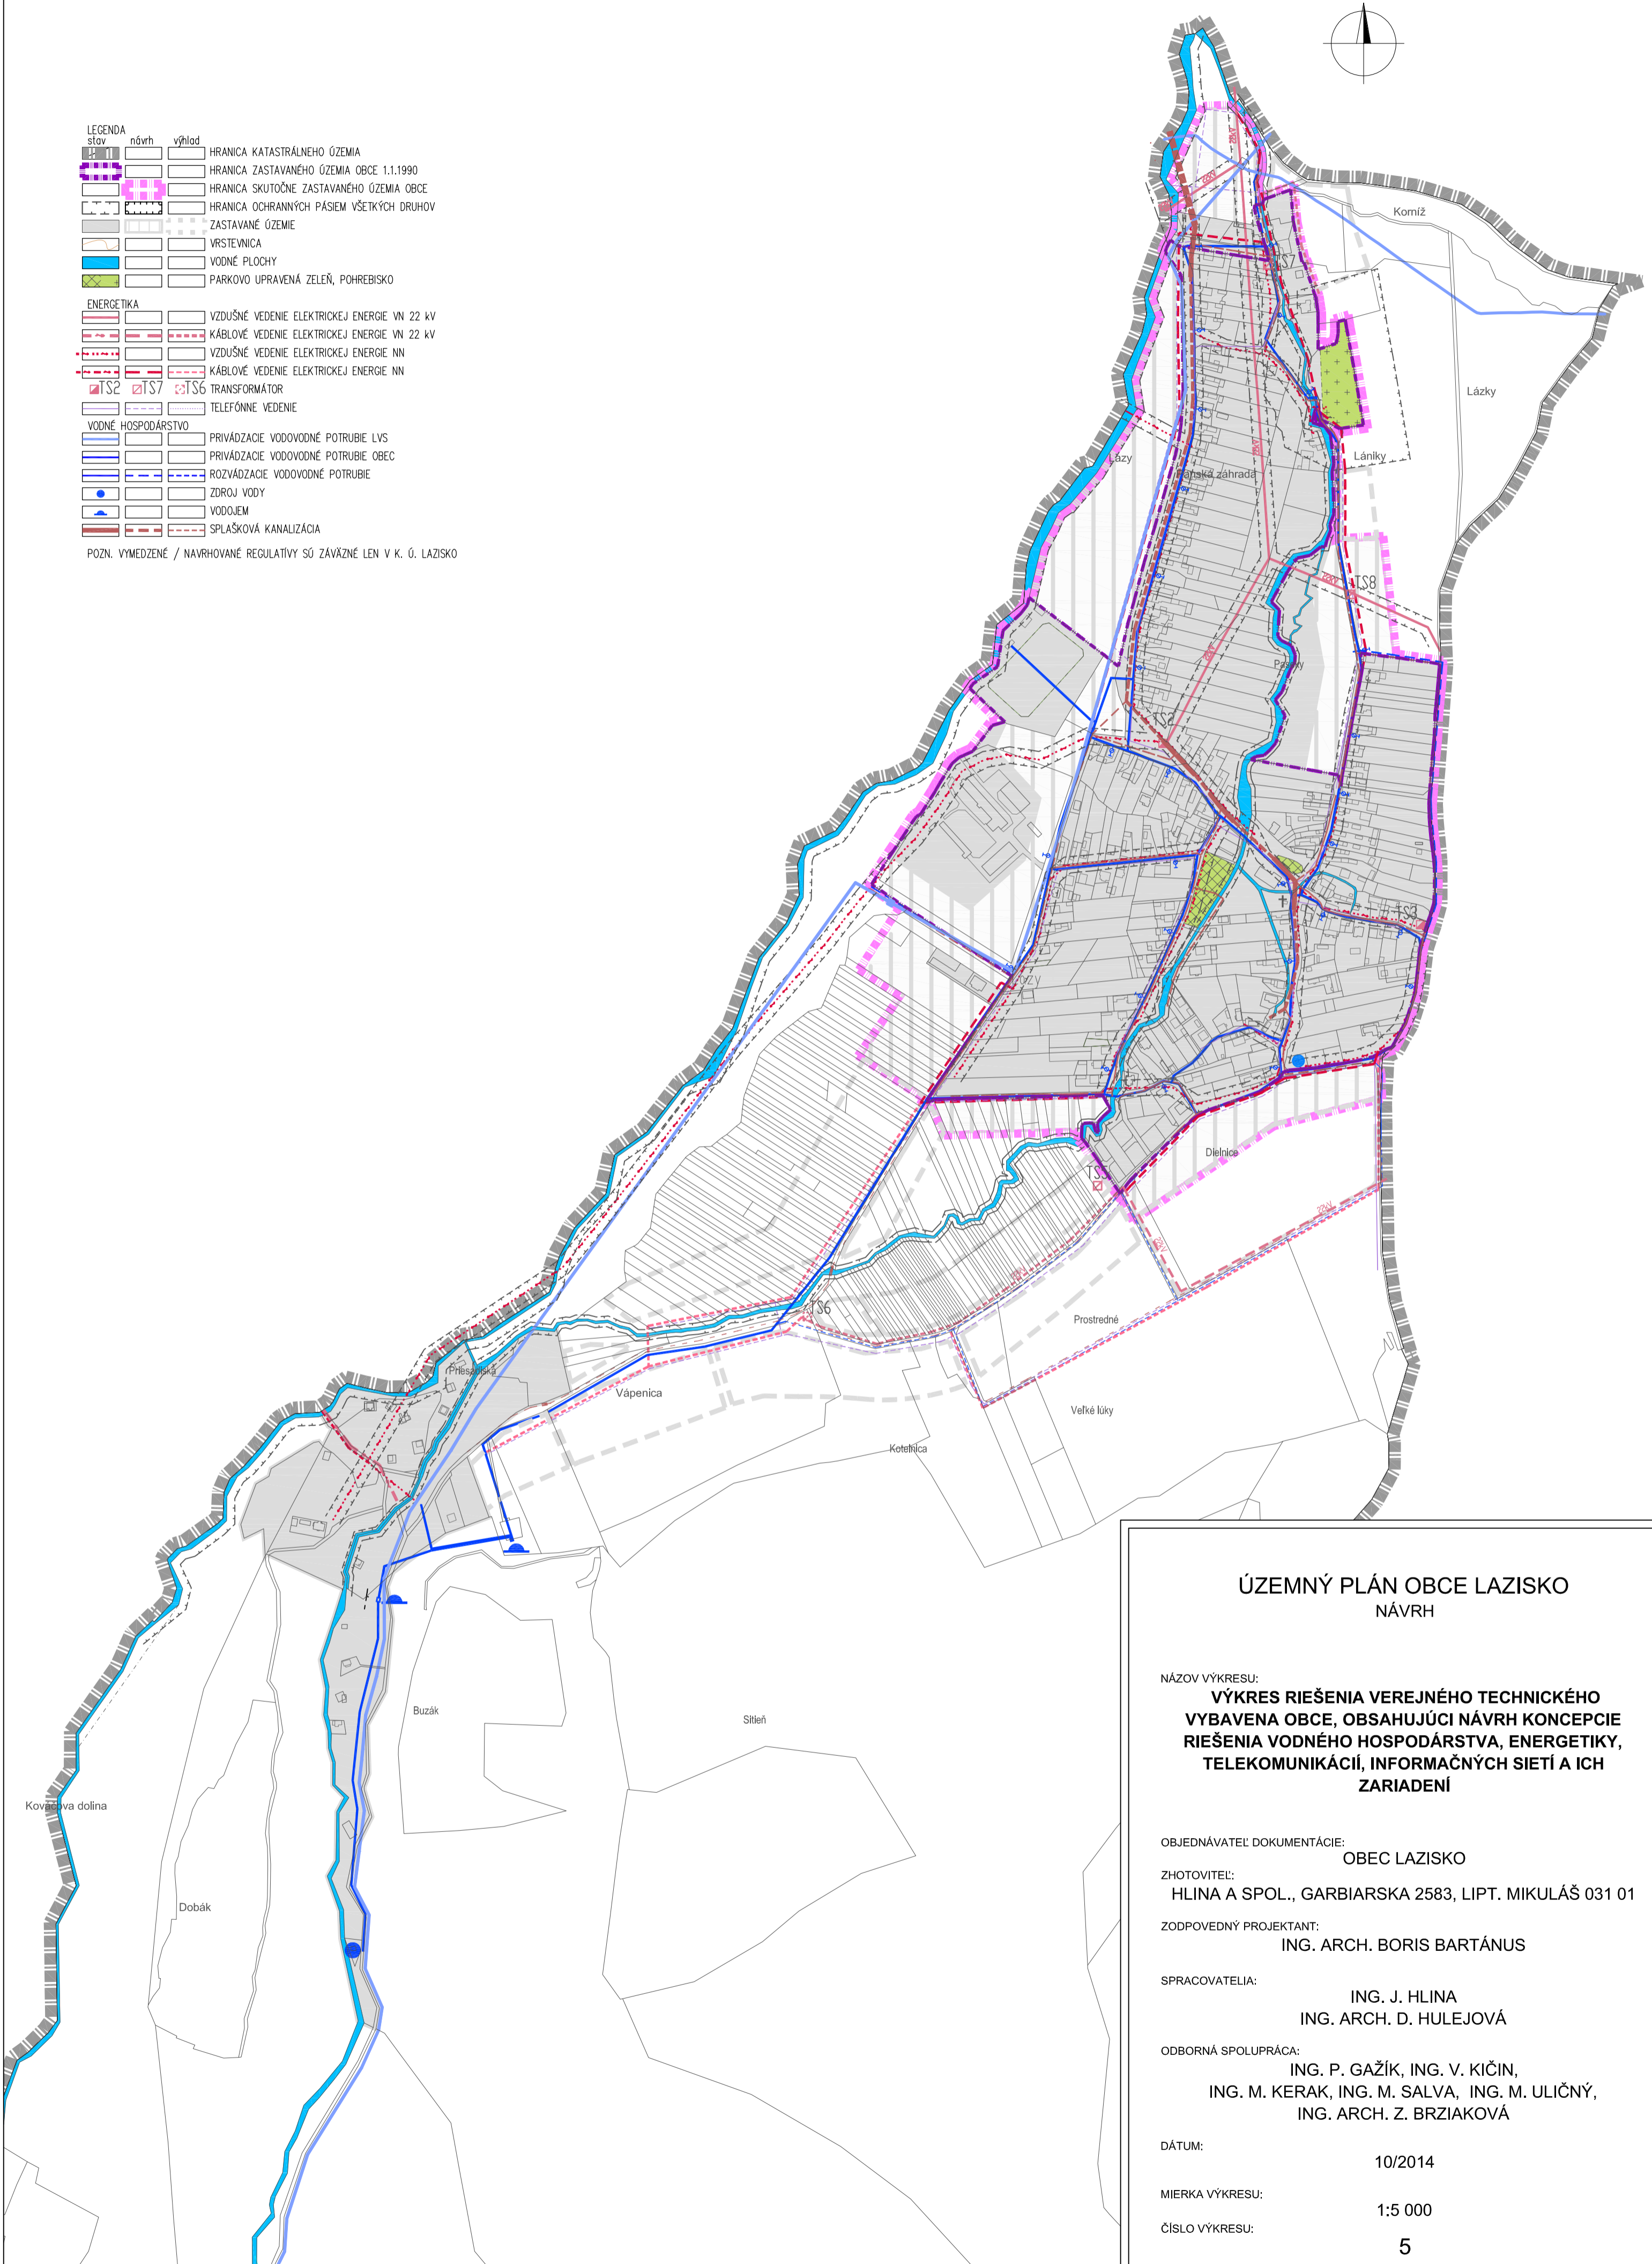 LEGENDA
stav návrh výhlad
HRANICA KATASTRÁLNEHO ÚZEMIA
HRANICA ZASTAVANÉHO ÚZEMIA OBCE 1.1.1990
HRANICA SKUTOČNE ZASTAVANÉHO ÚZEMIA OBCE
HRANICA OCHRANNÝCH PÁSIEM VŠETKÝCH DRUHOV
ZASTAVANÉ ÚZEMIE
VRSTEVNICA
VODNÉ PLOCHY
PARKOVO UPRAVENÁ ZELEŇ, POHREBISKO
ENERGETIKA
VZDUŠNÉ VEDENIE ELEKTRICKEJ ENERGIE VN 22 kV
KÁBLOVÉ VEDENIE ELEKTRICKEJ ENERGIE VN 22 kV
VZDUŠNÉ VEDENIE ELEKTRICKEJ ENERGIE NN
KÁBLOVÉ VEDENIE ELEKTRICKEJ ENERGIE NN
TS2 TS7 TS6 TRANSFORMÁTOR
TELEFÓNNE VEDENIE
VODNÉ HOSPODÁRSTVO
PRIVÁDZACIE VODOVODNÉ POTRUBIE LVS
PRIVÁDZACIE VODOVODNÉ POTRUBIE OBEC
ROZVÁDZACIE VODOVODNÉ POTRUBIE
ZDROJ VODY
VODOJEM
SPLAŠKOVÁ KANALIZÁCIA
POZN. VYMEDZENÉ / NAVRHOVANÉ REGULATÍVY SÚ ZÁVÄZNÉ LEN V K. Ú. LAZISKO
Komíž
TS7
Lázky
Lázy
Lániky
Panská záhrada
TS8
TS2
TS3
Dielnice
TS5
TS6
Prostredné
Vápenica
Veľké lúky
Kotelnica
Buzák
Sitleň
Kováčova dolina
Dobák
ÚZEMNÝ PLÁN OBCE LAZISKO
NÁVRH
NÁZOV VÝKRESU:
VÝKRES RIEŠENIA VEREJNÉHO TECHNICKÉHO
VYBAVENA OBCE, OBSAHUJÚCI NÁVRH KONCEPCIE
RIEŠENIA VODNÉHO HOSPODÁRSTVA, ENERGETIKY,
TELEKOMUNIKÁCIÍ, INFORMAČNÝCH SIETÍ A ICH
ZARIADENÍ
OBJEDNÁVATEĽ DOKUMENTÁCIE:
OBEC LAZISKO
ZHOTOVITEĽ:
HLINA A SPOL., GARBIARSKA 2583, LIPT. MIKULÁŠ 031 01
ZODPOVEDNÝ PROJEKTANT:
ING. ARCH. BORIS BARTÁNUS
SPRACOVATELIA:
ING. J. HLINA
ING. ARCH. D. HULEJOVÁ
ODBORNÁ SPOLUPRÁCA:
ING. P. GAŽÍK, ING. V. KIČIN,
ING. M. KERAK, ING. M. SALVA, ING. M. ULIČNÝ,
ING. ARCH. Z. BRZIAKOVÁ
DÁTUM:
10/2014
MIERKA VÝKRESU:
1:5 000
ČÍSLO VÝKRESU:
5